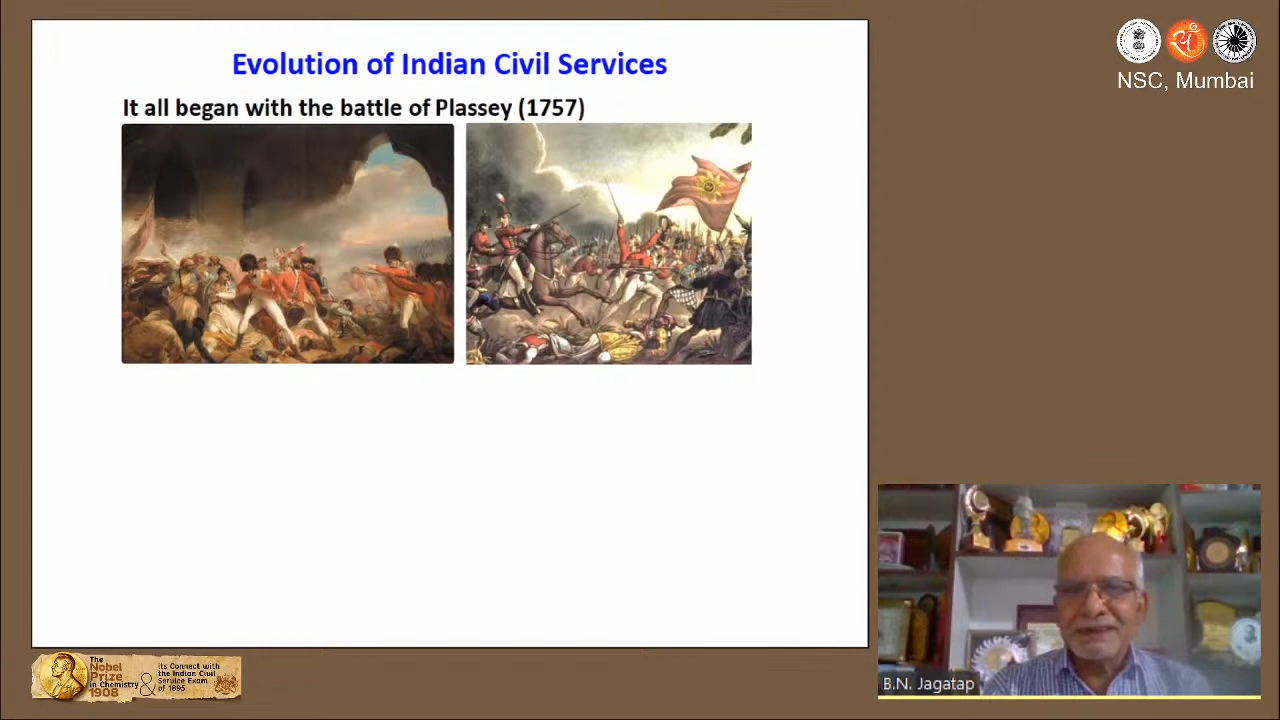 Evolution of Indian Civil Services
It all began with the battle of Plassey (1757)
NSC, Mumbai
B.N. Jagatap
The
Nobel
Prize
in Chemistry
1908
&
its Connect with
the Indian Civil
Service Exam
of 1895